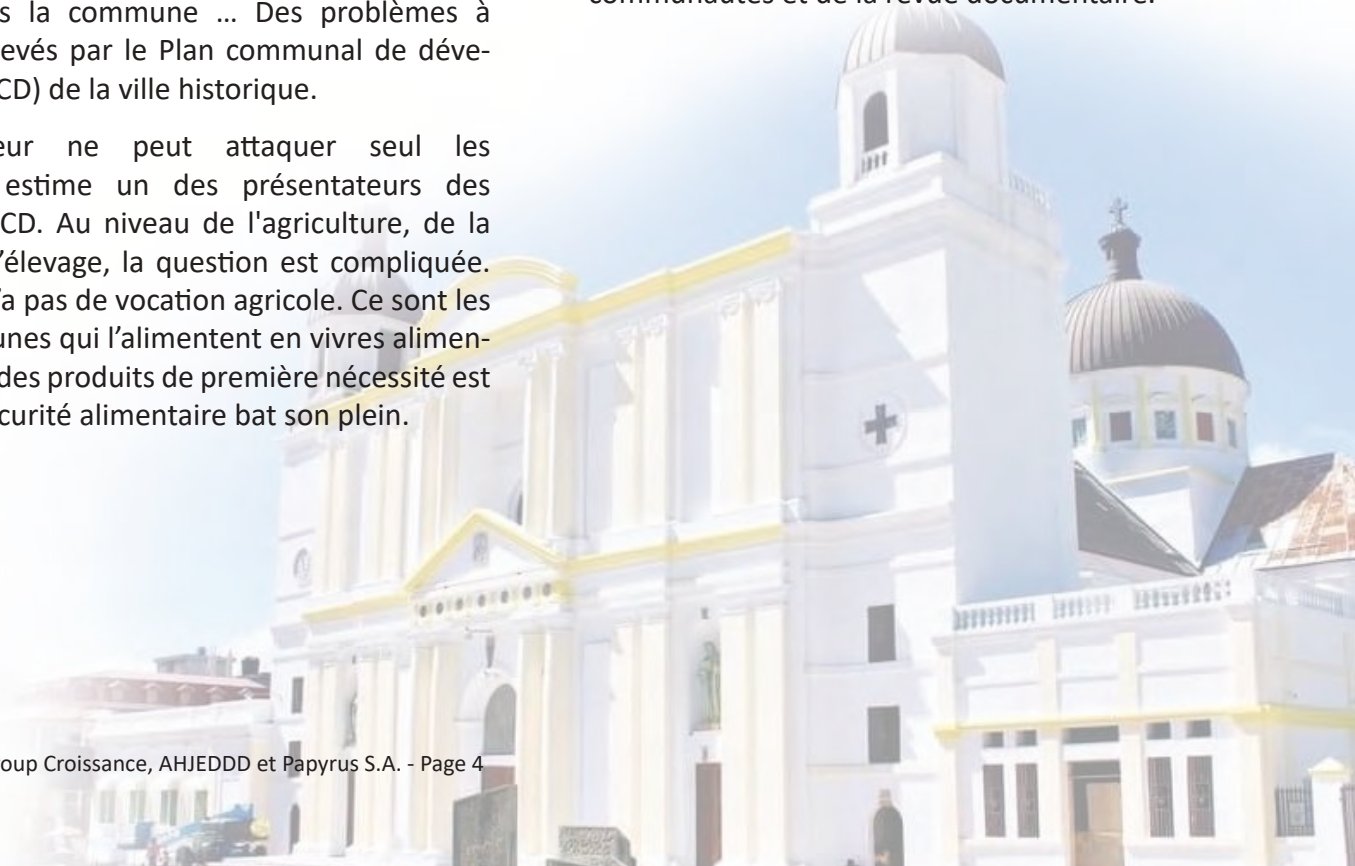 s la commune … Des problèmes à
evés par le Plan communal de déve-
CD) de la ville historique.
eur ne peut attaquer seul les
estime un des présentateurs des
CD. Au niveau de l'agriculture, de la
’élevage, la question est compliquée.
’a pas de vocation agricole. Ce sont les
unes qui l’alimentent en vivres alimen-
des produits de première nécessité est
curité alimentaire bat son plein.
communautés et de la revue documentaire.
oup Croissance, AHJEDDD et Papyrus S.A. - Page 4